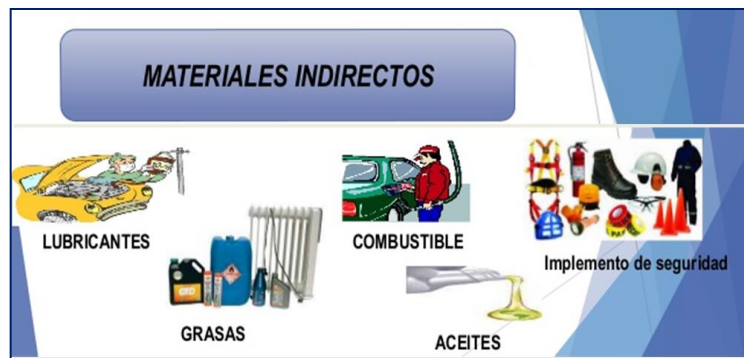 MATERIALES INDIRECTOS
LUBRICANTES
COMBUSTIBLE
Implemento de seguridad
GRASAS
ACEITES